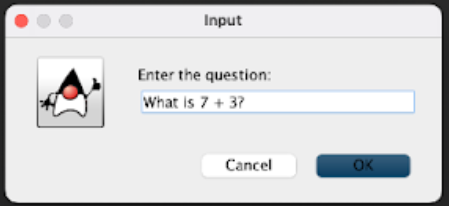 Input
Enter the question:
What is 7 + 3?
Cancel
OK